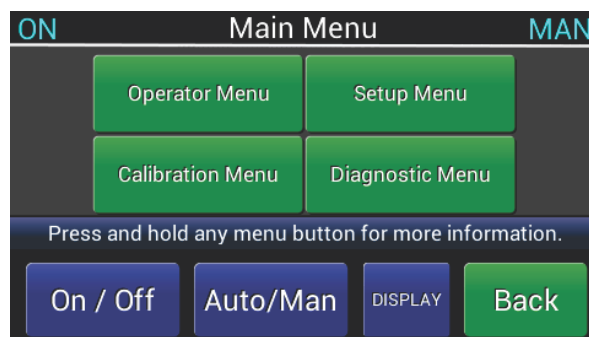 ON Main Menu MAN
Operator Menu Setup Menu
Calibration Menu Diagnostic Menu
Press and hold any menu button for more information.
On / Off Auto/Man DISPLAY Back